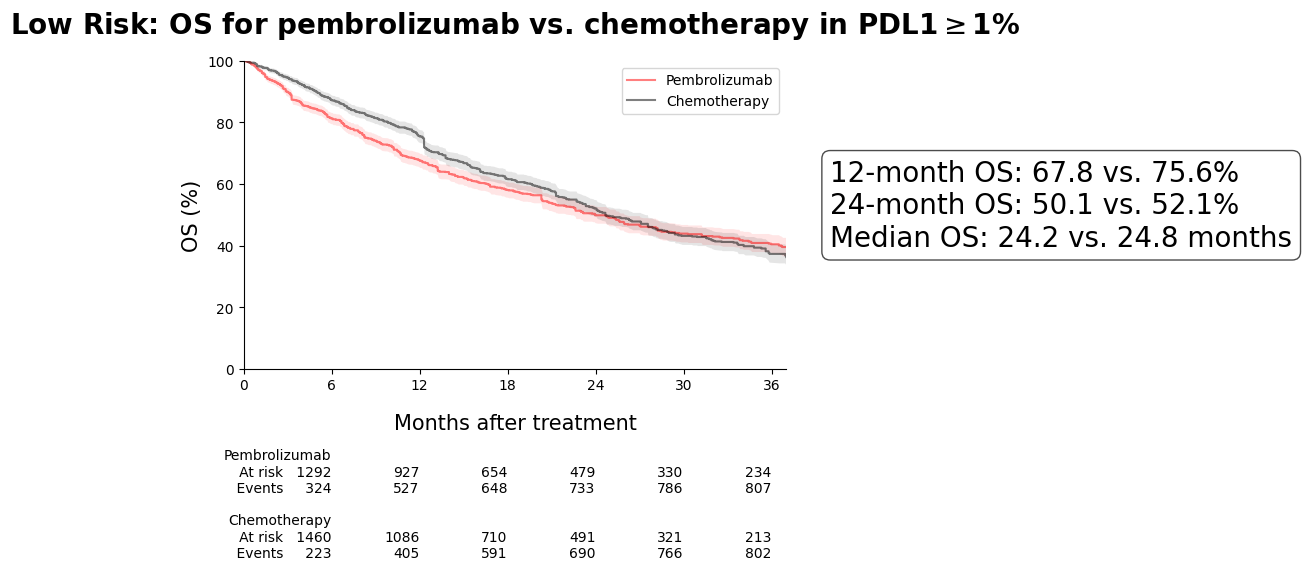 Low Risk: OS for pembrolizumab vs. chemotherapy in PDL1 ≥ 1%
100
80
60
40
20
0
OS (%)
Pembrolizumab
Chemotherapy
12-month OS: 67.8 vs. 75.6%
24-month OS: 50.1 vs. 52.1%
Median OS: 24.2 vs. 24.8 months
0 6 12 18 24 30 36
Months after treatment
Pembrolizumab
At risk 1292 927 654 479 330 234
Events 324 527 648 733 786 807
Chemotherapy
At risk 1460 1086 710 491 321 213
Events 223 405 591 690 766 802